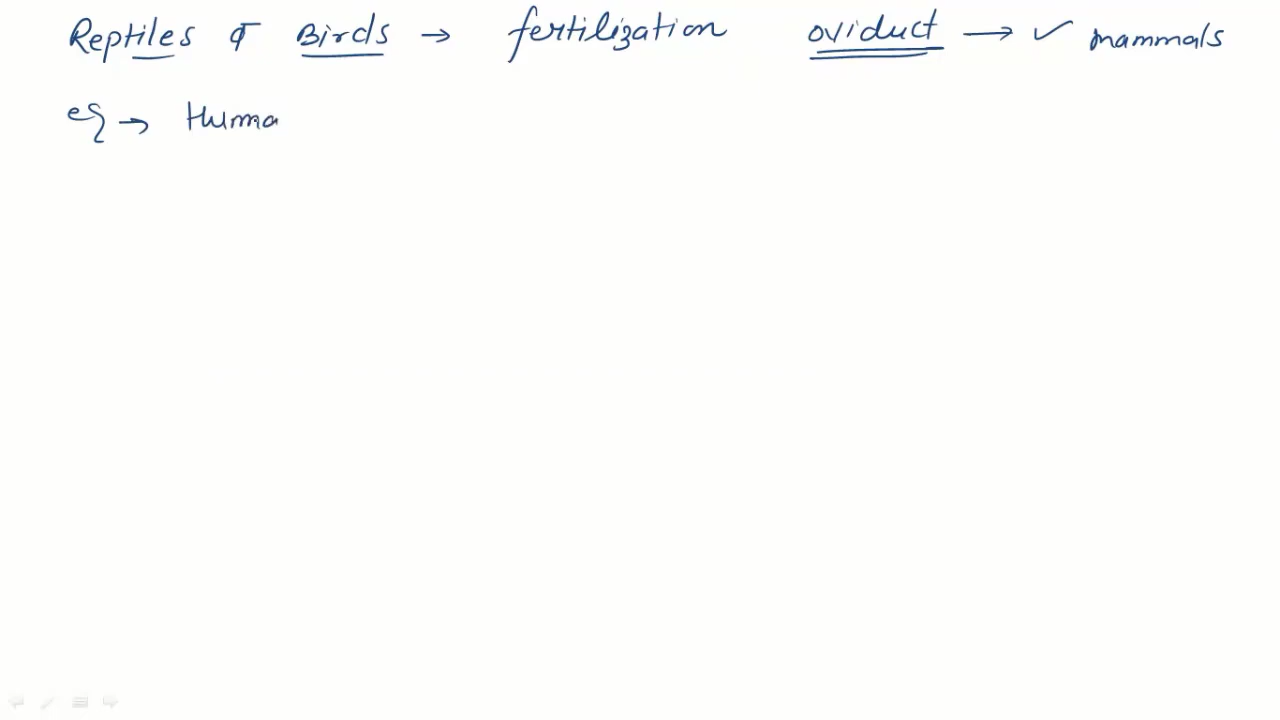 Reptiles & Birds → fertilization oviduct → ✓ mammals
eg → Huma